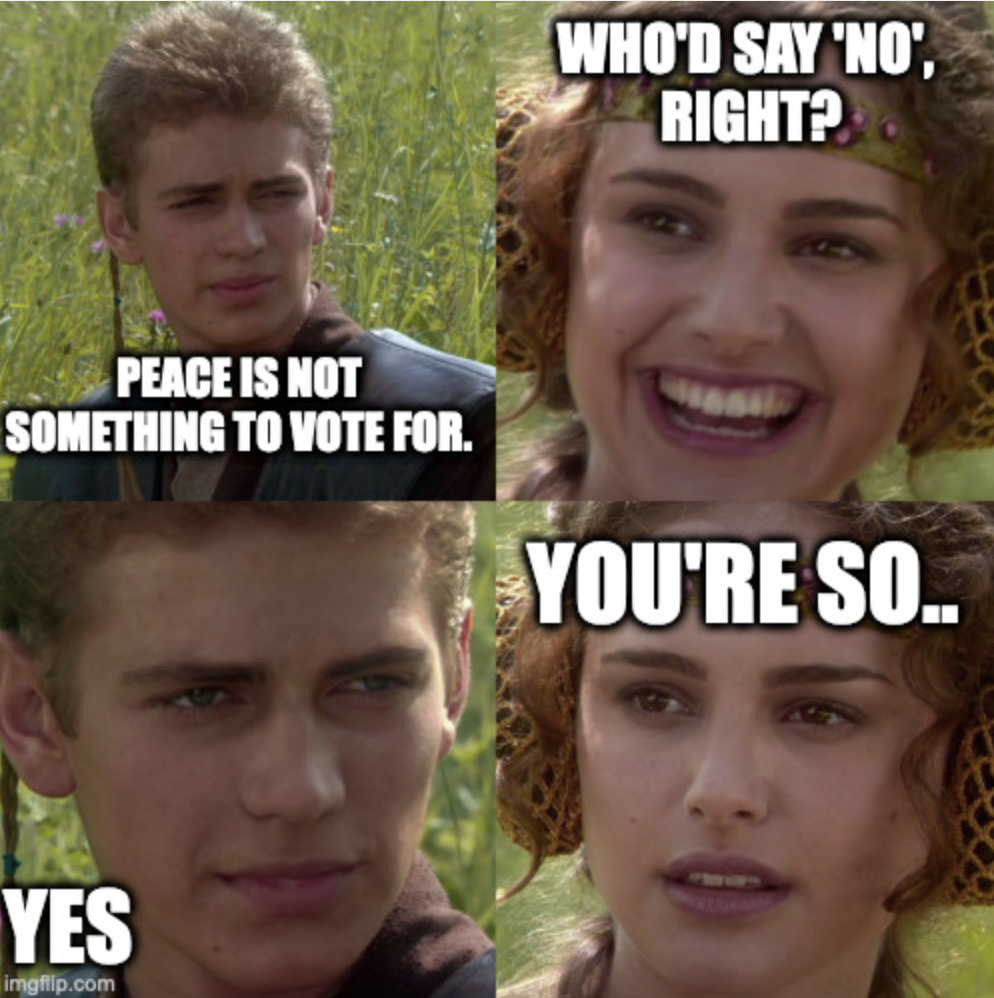 PEACE IS NOT
SOMETHING TO VOTE FOR.
WHO'D SAY 'NO',
RIGHT?
YES
YOU'RE SO..
imgflip.com